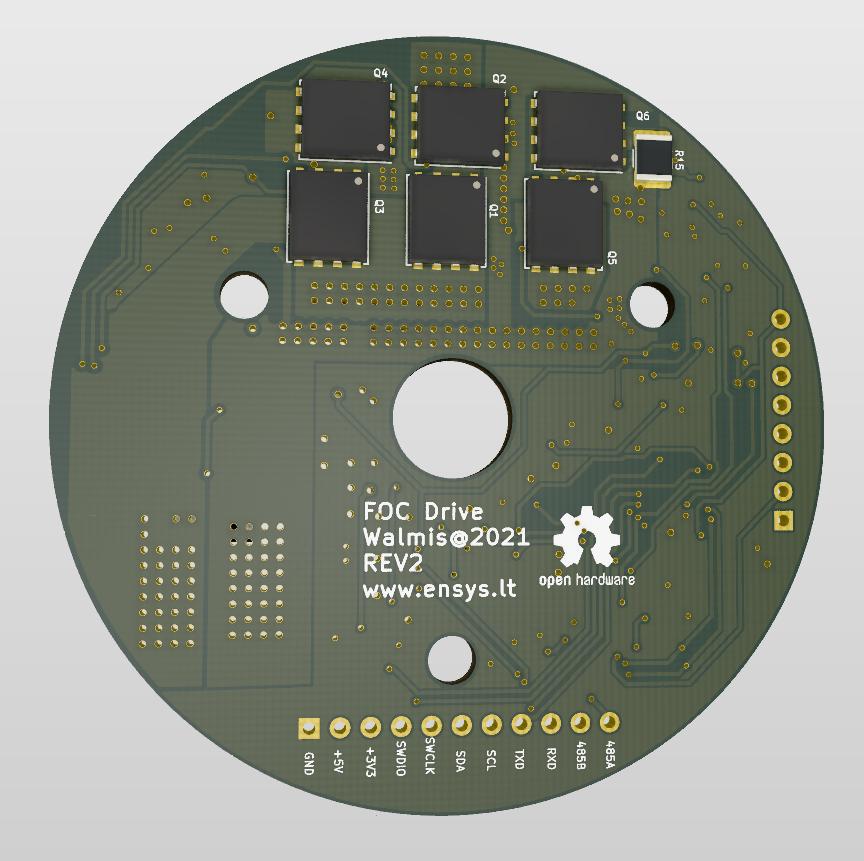 Q4
Q2
Q6
R45
Q3
Q1
Q5
FOC Drive
Walmis@2021
REV2
www.ensys.lt
open hardware
GND
+5V
+3V3
SWDIO
SWCLK
SDA
SCL
TXD
RXD
485B
485A